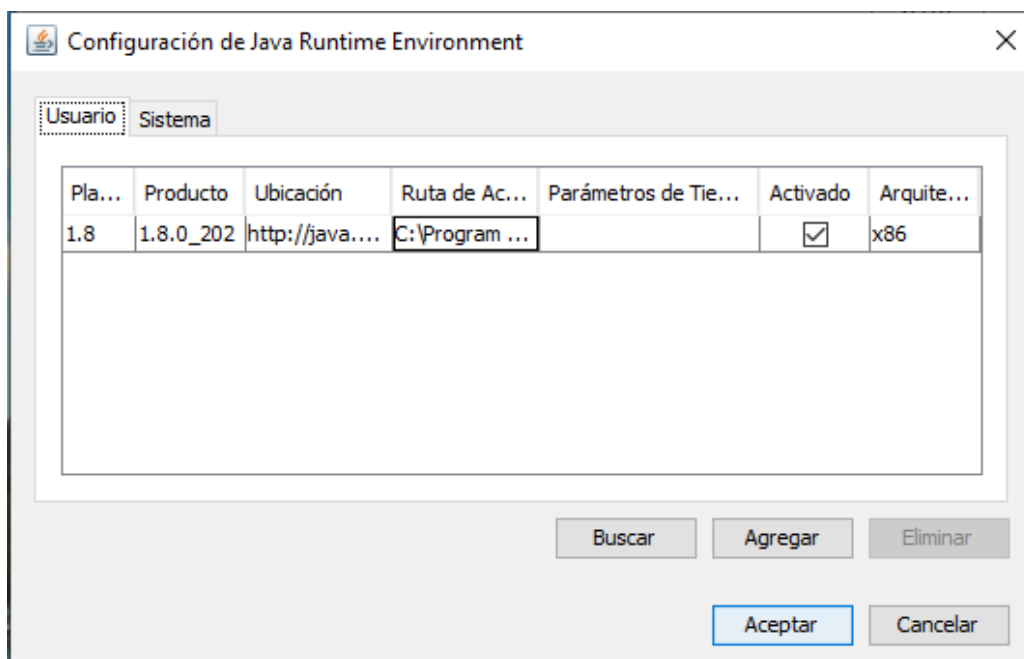 Configuración de Java Runtime Environment
Usuario Sistema
Pla... Producto Ubicación Ruta de Ac... Parámetros de Tie... Activado Arquite...
1.8 1.8.0_202 http://java.... C:\Program ... x86
Buscar Agregar Eliminar
Aceptar Cancelar